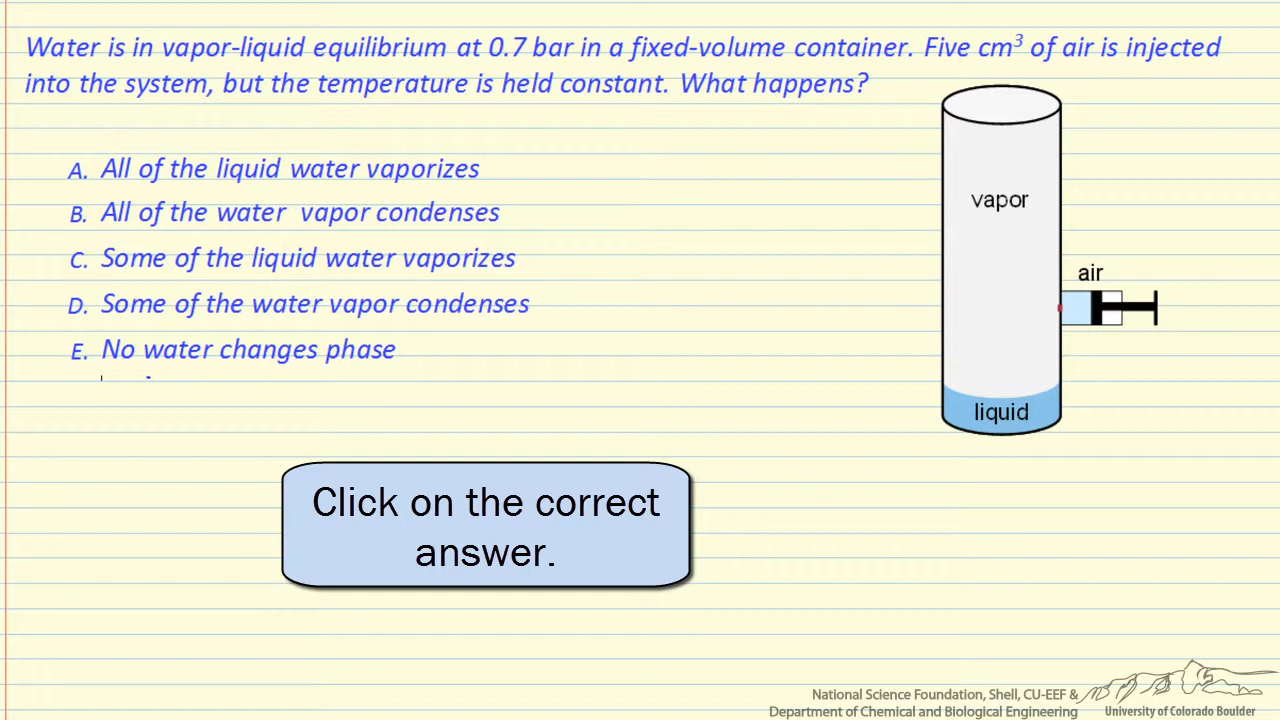 Water is in vapor-liquid equilibrium at 0.7 bar in a fixed-volume container. Five cm³ of air is injected
into the system, but the temperature is held constant. What happens?
A. All of the liquid water vaporizes
B. All of the water vapor condenses
C. Some of the liquid water vaporizes
D. Some of the water vapor condenses
E. No water changes phase
vapor
air
liquid
Click on the correct
answer.
National Science Foundation, Shell, CU-EEF &
Department of Chemical and Biological Engineering
University of Colorado Boulder